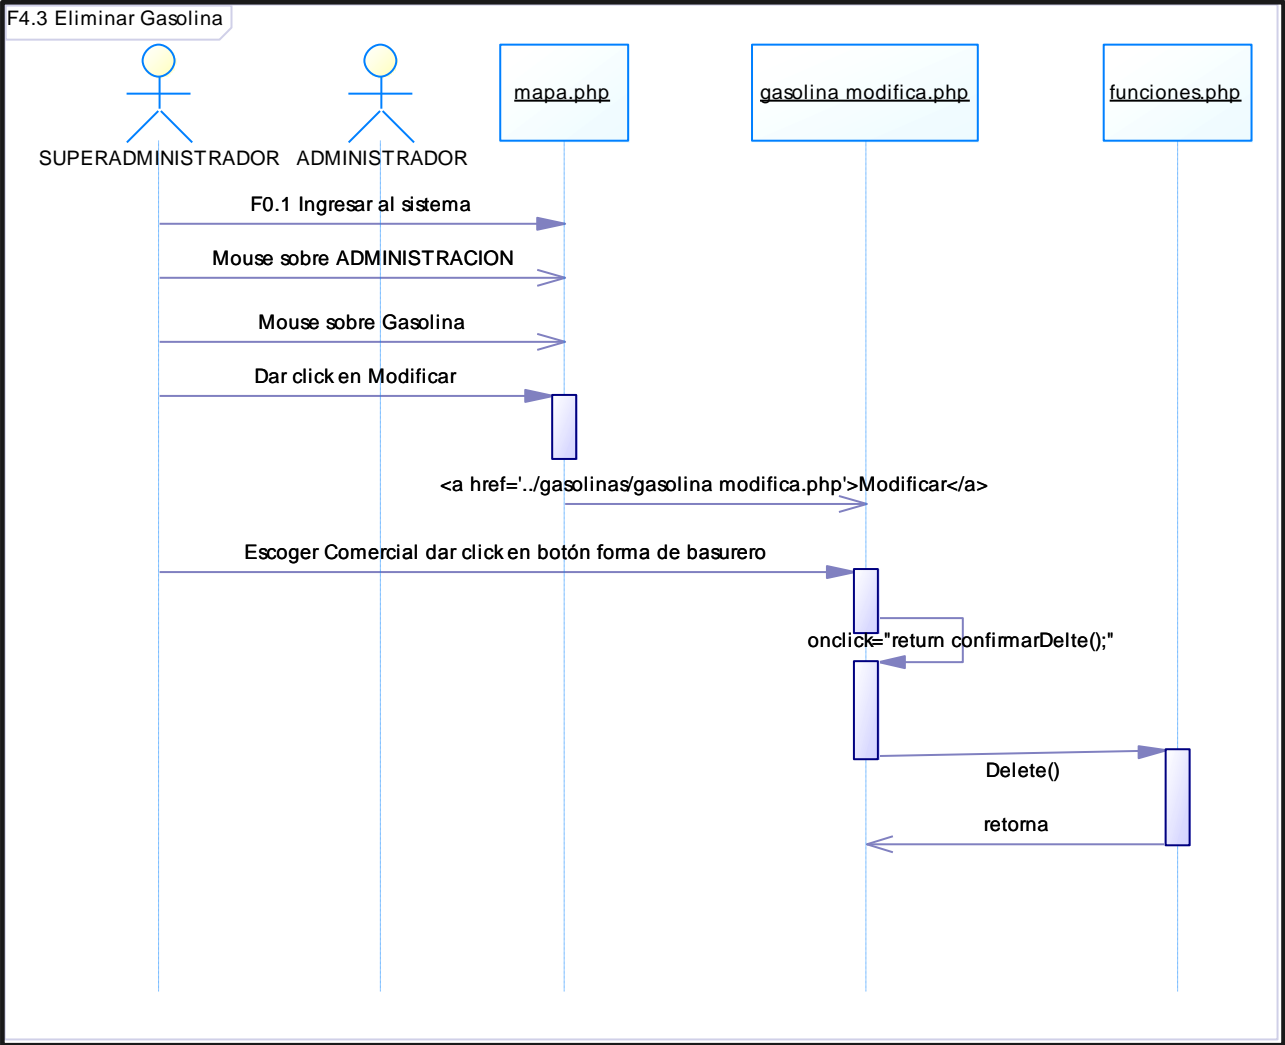 F4.3 Eliminar Gasolina
mapa.php
gasolina modifica.php
funciones.php
SUPERADMINISTRADOR
ADMINISTRADOR
F0.1 Ingresar al sistema
Mouse sobre ADMINISTRACION
Mouse sobre Gasolina
Dar click en Modificar
<a href='../gasolinas/gasolina modifica.php'>Modificar</a>
Escoger Comercial dar click en botón forma de basurero
onclick="return confirmarDelte();"
Delete()
retorna